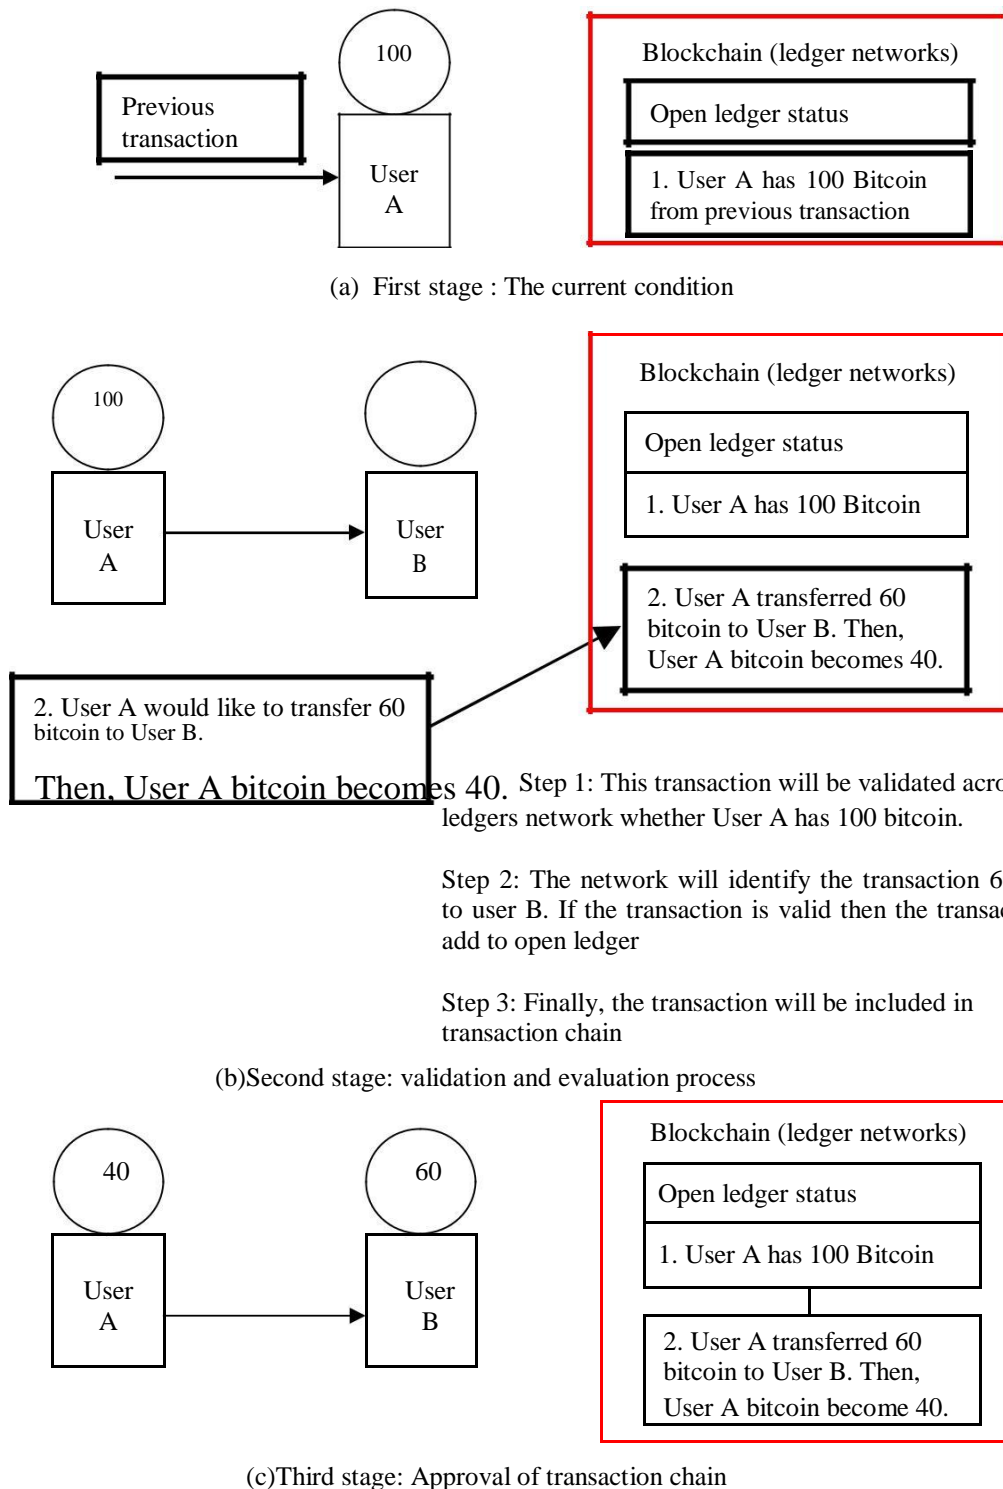 100
Previous
transaction
User
A
Blockchain (ledger networks)
Open ledger status
1. User A has 100 Bitcoin
from previous transaction
(a) First stage : The current condition
100
User
A
User
B
Blockchain (ledger networks)
Open ledger status
1. User A has 100 Bitcoin
2. User A transferred 60
bitcoin to User B. Then,
User A bitcoin becomes 40.
2. User A would like to transfer 60
bitcoin to User B.
Then, User A bitcoin becomes 40.
Step 1: This transaction will be validated acro
ledgers network whether User A has 100 bitcoin.
Step 2: The network will identify the transaction 6
to user B. If the transaction is valid then the transa
add to open ledger
Step 3: Finally, the transaction will be included in
transaction chain
(b)Second stage: validation and evaluation process
40
60
User
A
User
B
Blockchain (ledger networks)
Open ledger status
1. User A has 100 Bitcoin
2. User A transferred 60
bitcoin to User B. Then,
User A bitcoin become 40.
(c)Third stage: Approval of transaction chain